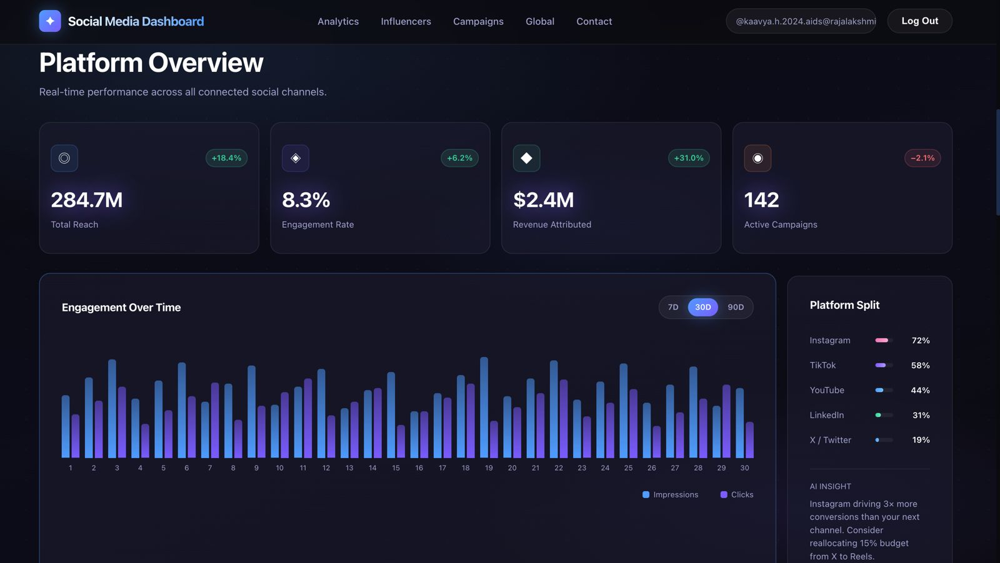 Social Media Dashboard
Analytics
Influencers
Campaigns
Global
Contact
@kaavya.h.2024.aids@rajalakshmi
Log Out
Platform Overview
Real-time performance across all connected social channels.
+18.4%
284.7M
Total Reach
+6.2%
8.3%
Engagement Rate
+31.0%
$2.4M
Revenue Attributed
−2.1%
142
Active Campaigns
Engagement Over Time
7D 30D 90D
1 2 3 4 5 6 7 8 9 10 11 12 13 14 15 16 17 18 19 20 21 22 23 24 25 26 27 28 29 30
Impressions
Clicks
Platform Split
Instagram 72%
TikTok 58%
YouTube 44%
LinkedIn 31%
X / Twitter 19%
AI INSIGHT
Instagram driving 3× more
conversions than your next
channel. Consider
reallocating 15% budget
from X to Reels.